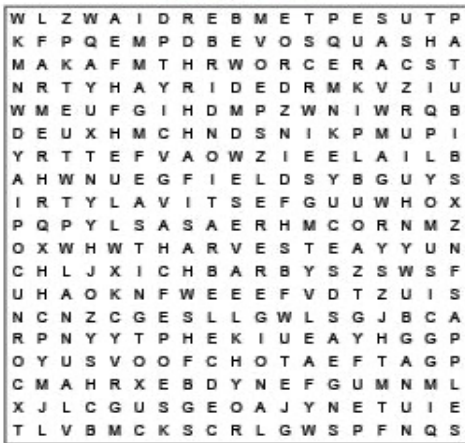 W L Z W A I D R E B M E T P E S U T P
K F P Q E M P D B E V O S Q U A S H A
M A K A F M T H R W O R C E R A C S T
N R T Y H A Y R I D E D R M K V Z I U
W M E U F G I H D M P Z W N I W R Q B
D E U X H M C H N D S N I K P M U P I
Y R T T E F V A O W Z I E E L A I L B
A H W N U E G F I E L D S Y B G U Y S
I R T Y L A V I T S E F G U U W H O X
P Q P Y L S A S A E R H M C O R N M Z
O X W H W T H A R V E S T E A Y Y U N
C H L J X I C H B A R B Y S Z S W S F
U H A O K N F W E E E F V D T Z U I S
N C N Z C G E S L L G W L S G J B C A
R P N Y Y T P H E K I U E A Y H G G P
O Y U S V O O F C H O T A E F T A G P
C M A H R X E B D Y N E F G U M N M L
X J L C G U S G E O A J Y N E T U I E
T L V B M C K S C R L G W S P F N Q S